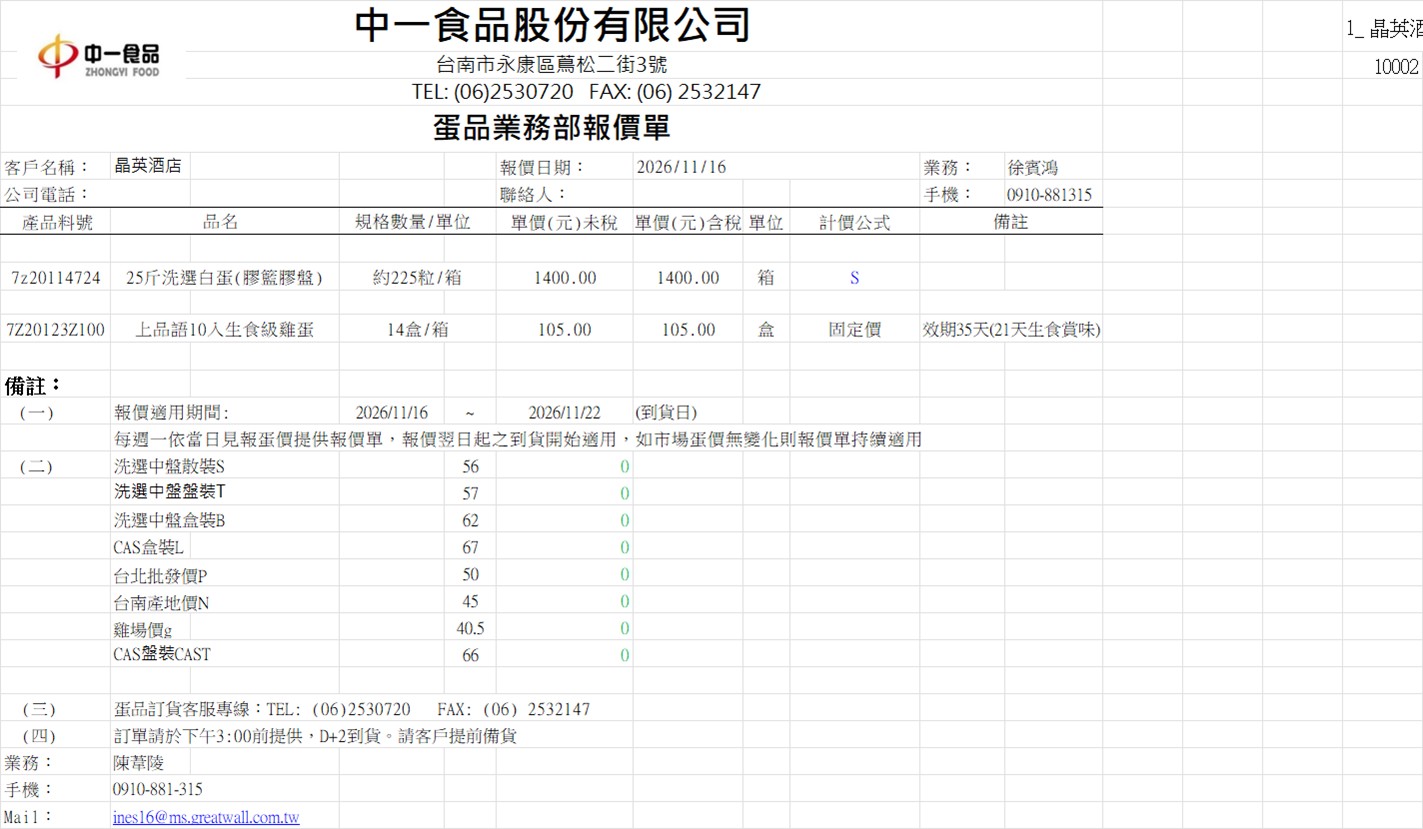 中一食品股份有限公司
1_ 晶英酒
中一食品
ZHONGYI FOOD
台南市永康區蔦松二街3號
10002
TEL: (06)2530720 FAX: (06) 2532147
蛋品業務部報價單
客戶名稱： 晶英酒店 報價日期： 2026/11/16 業務： 徐賓鴻
公司電話： 聯絡人： 手機： 0910-881315
產品料號 品名 規格數量/單位 單價(元)未稅 單價(元)含稅 單位 計價公式 備註
7z20114724 25斤洗選白蛋(膠籃膠盤) 約225粒/箱 1400.00 1400.00 箱 S
7Z20123Z100 上品語10入生食級雞蛋 14盒/箱 105.00 105.00 盒 固定價 效期35天(21天生食賞味)
備註：
(一) 報價適用期間: 2026/11/16 ~ 2026/11/22 (到貨日)
每週一依當日見報蛋價提供報價單，報價翌日起之到貨開始適用，如市場蛋價無變化則報價單持續適用
(二) 洗選中盤散裝S 56 0
洗選中盤盤裝T 57 0
洗選中盤盒裝B 62 0
CAS盒裝L 67 0
台北批發價P 50 0
台南產地價N 45 0
雞場價g 40.5 0
CAS盤裝CAST 66 0
(三) 蛋品訂貨客服專線：TEL: (06)2530720 FAX: (06) 2532147
(四) 訂單請於下午3:00前提供，D+2到貨。請客戶提前備貨
業務： 陳葦陵
手機： 0910-881-315
Mail： ines16@ms.greatwall.com.tw